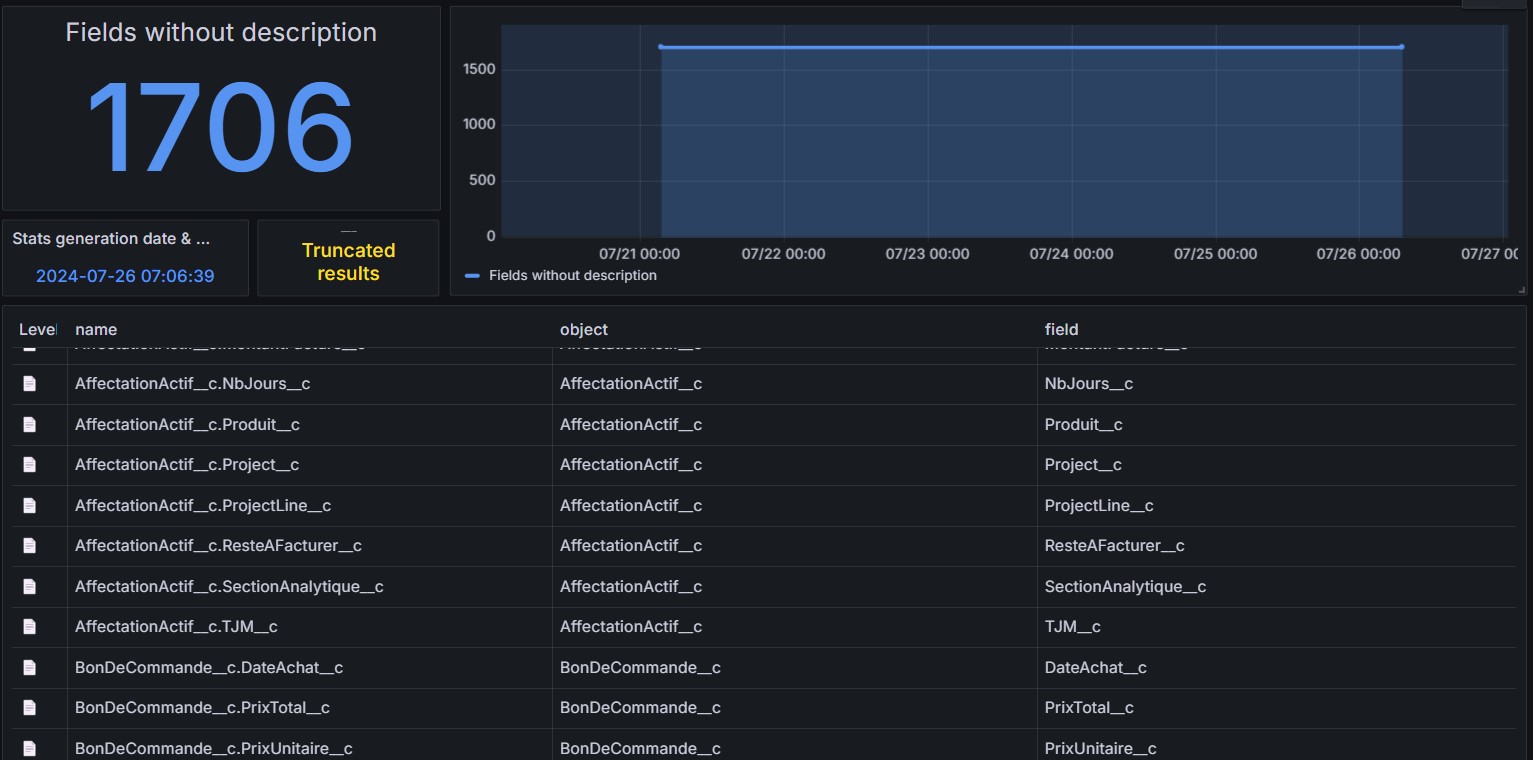 Fields without description
1706
Stats generation date & ...
2024-07-26 07:06:39
Truncated
results
1500
1000
500
0
07/21 00:00 07/22 00:00 07/23 00:00 07/24 00:00 07/25 00:00 07/26 00:00 07/27 0
Fields without description
Level name object field
AffectationActif__c.NbJours__c AffectationActif__c NbJours__c
AffectationActif__c.Produit__c AffectationActif__c Produit__c
AffectationActif__c.Project__c AffectationActif__c Project__c
AffectationActif__c.ProjectLine__c AffectationActif__c ProjectLine__c
AffectationActif__c.ResteAFacturer__c AffectationActif__c ResteAFacturer__c
AffectationActif__c.SectionAnalytique__c AffectationActif__c SectionAnalytique__c
AffectationActif__c.TJM__c AffectationActif__c TJM__c
BonDeCommande__c.DateAchat__c BonDeCommande__c DateAchat__c
BonDeCommande__c.PrixTotal__c BonDeCommande__c PrixTotal__c
BonDeCommande__c.PrixUnitaire__c BonDeCommande__c PrixUnitaire__c